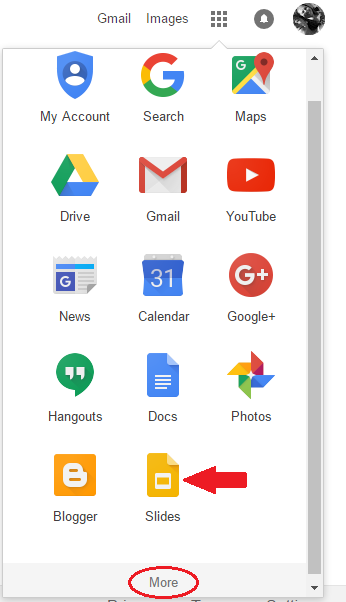 Gmail Images
My Account Search Maps
G
Drive Gmail YouTube
G 31 G+
News Calendar Google+
Hangouts Docs Photos
Blogger Slides
More